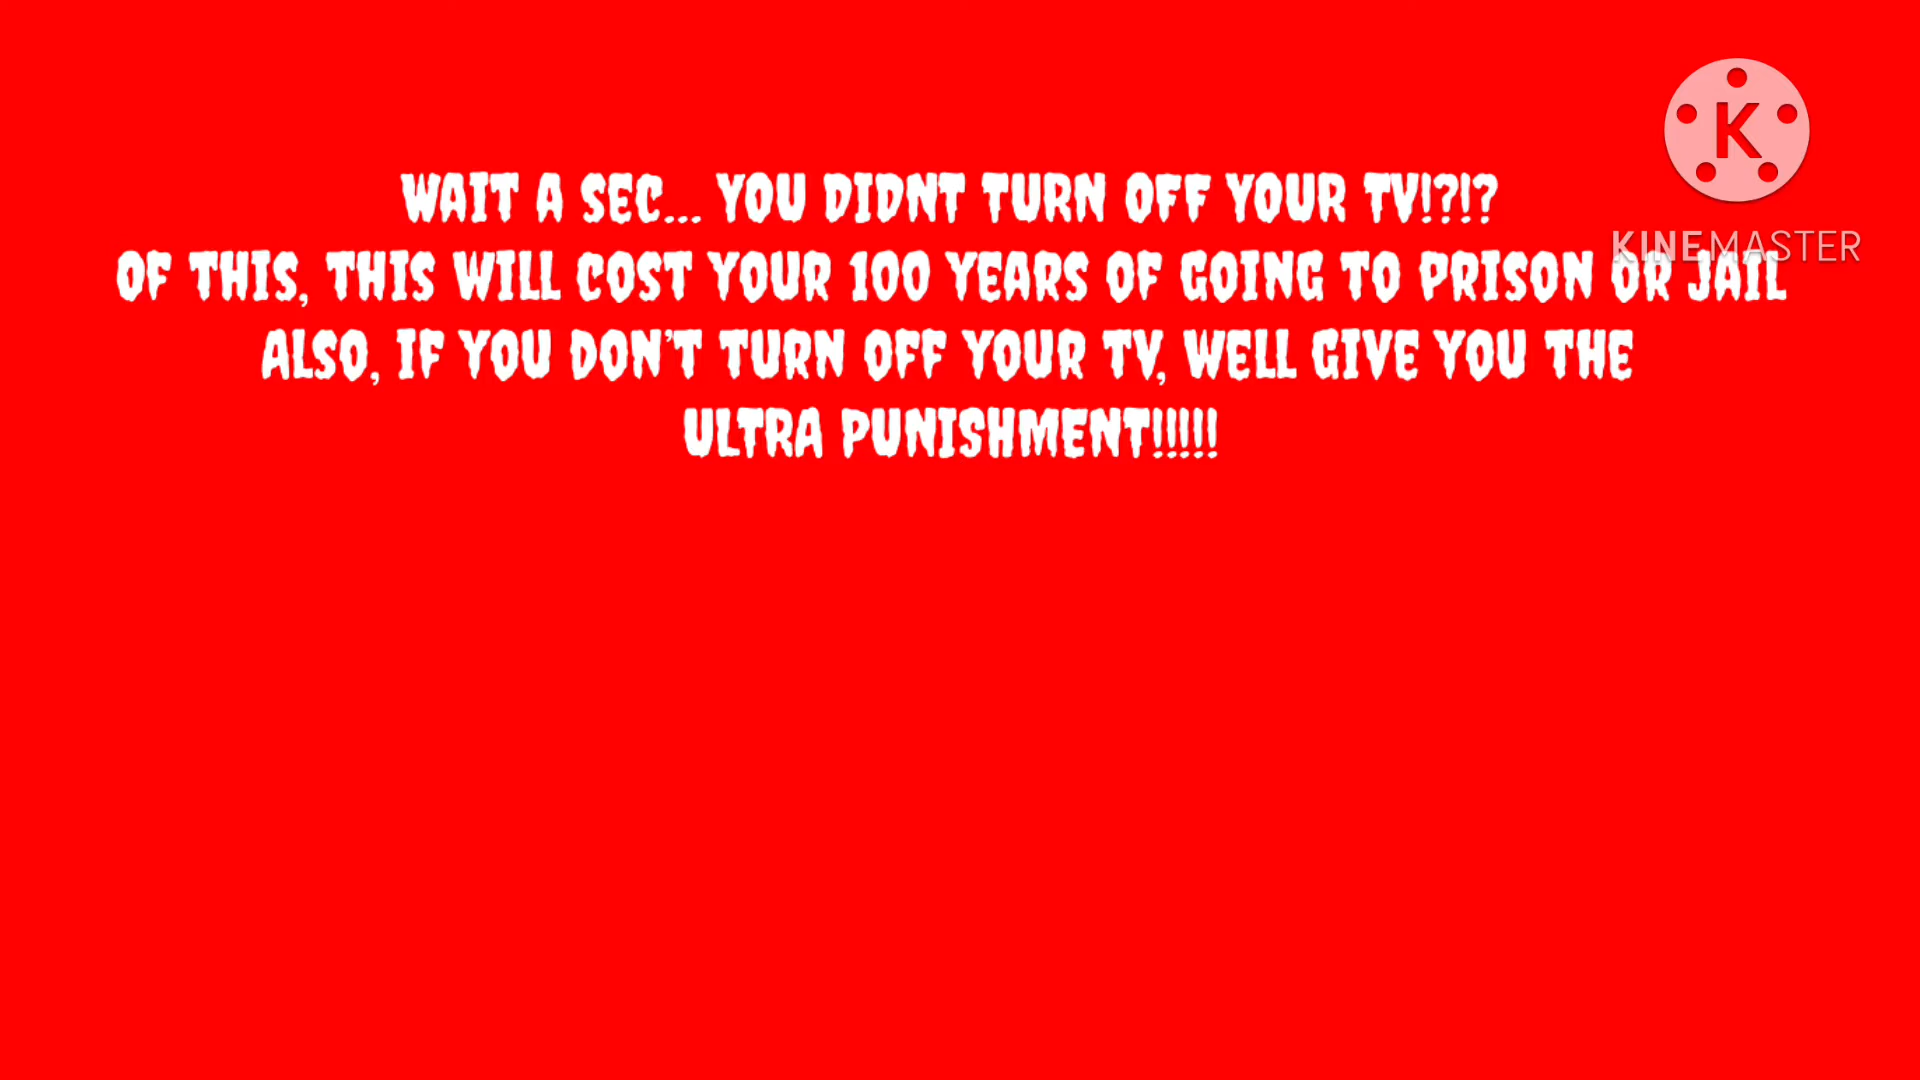 WAIT A SEC... YOU DIDNT TURN OFF YOUR TV!?!?
OF THIS, THIS WILL COST YOUR 100 YEARS OF GOING TO PRISON OR JAIL
ALSO, IF YOU DON'T TURN OFF YOUR TV, WELL GIVE YOU THE
ULTRA PUNISHMENT!!!!!
K
KINEMASTER